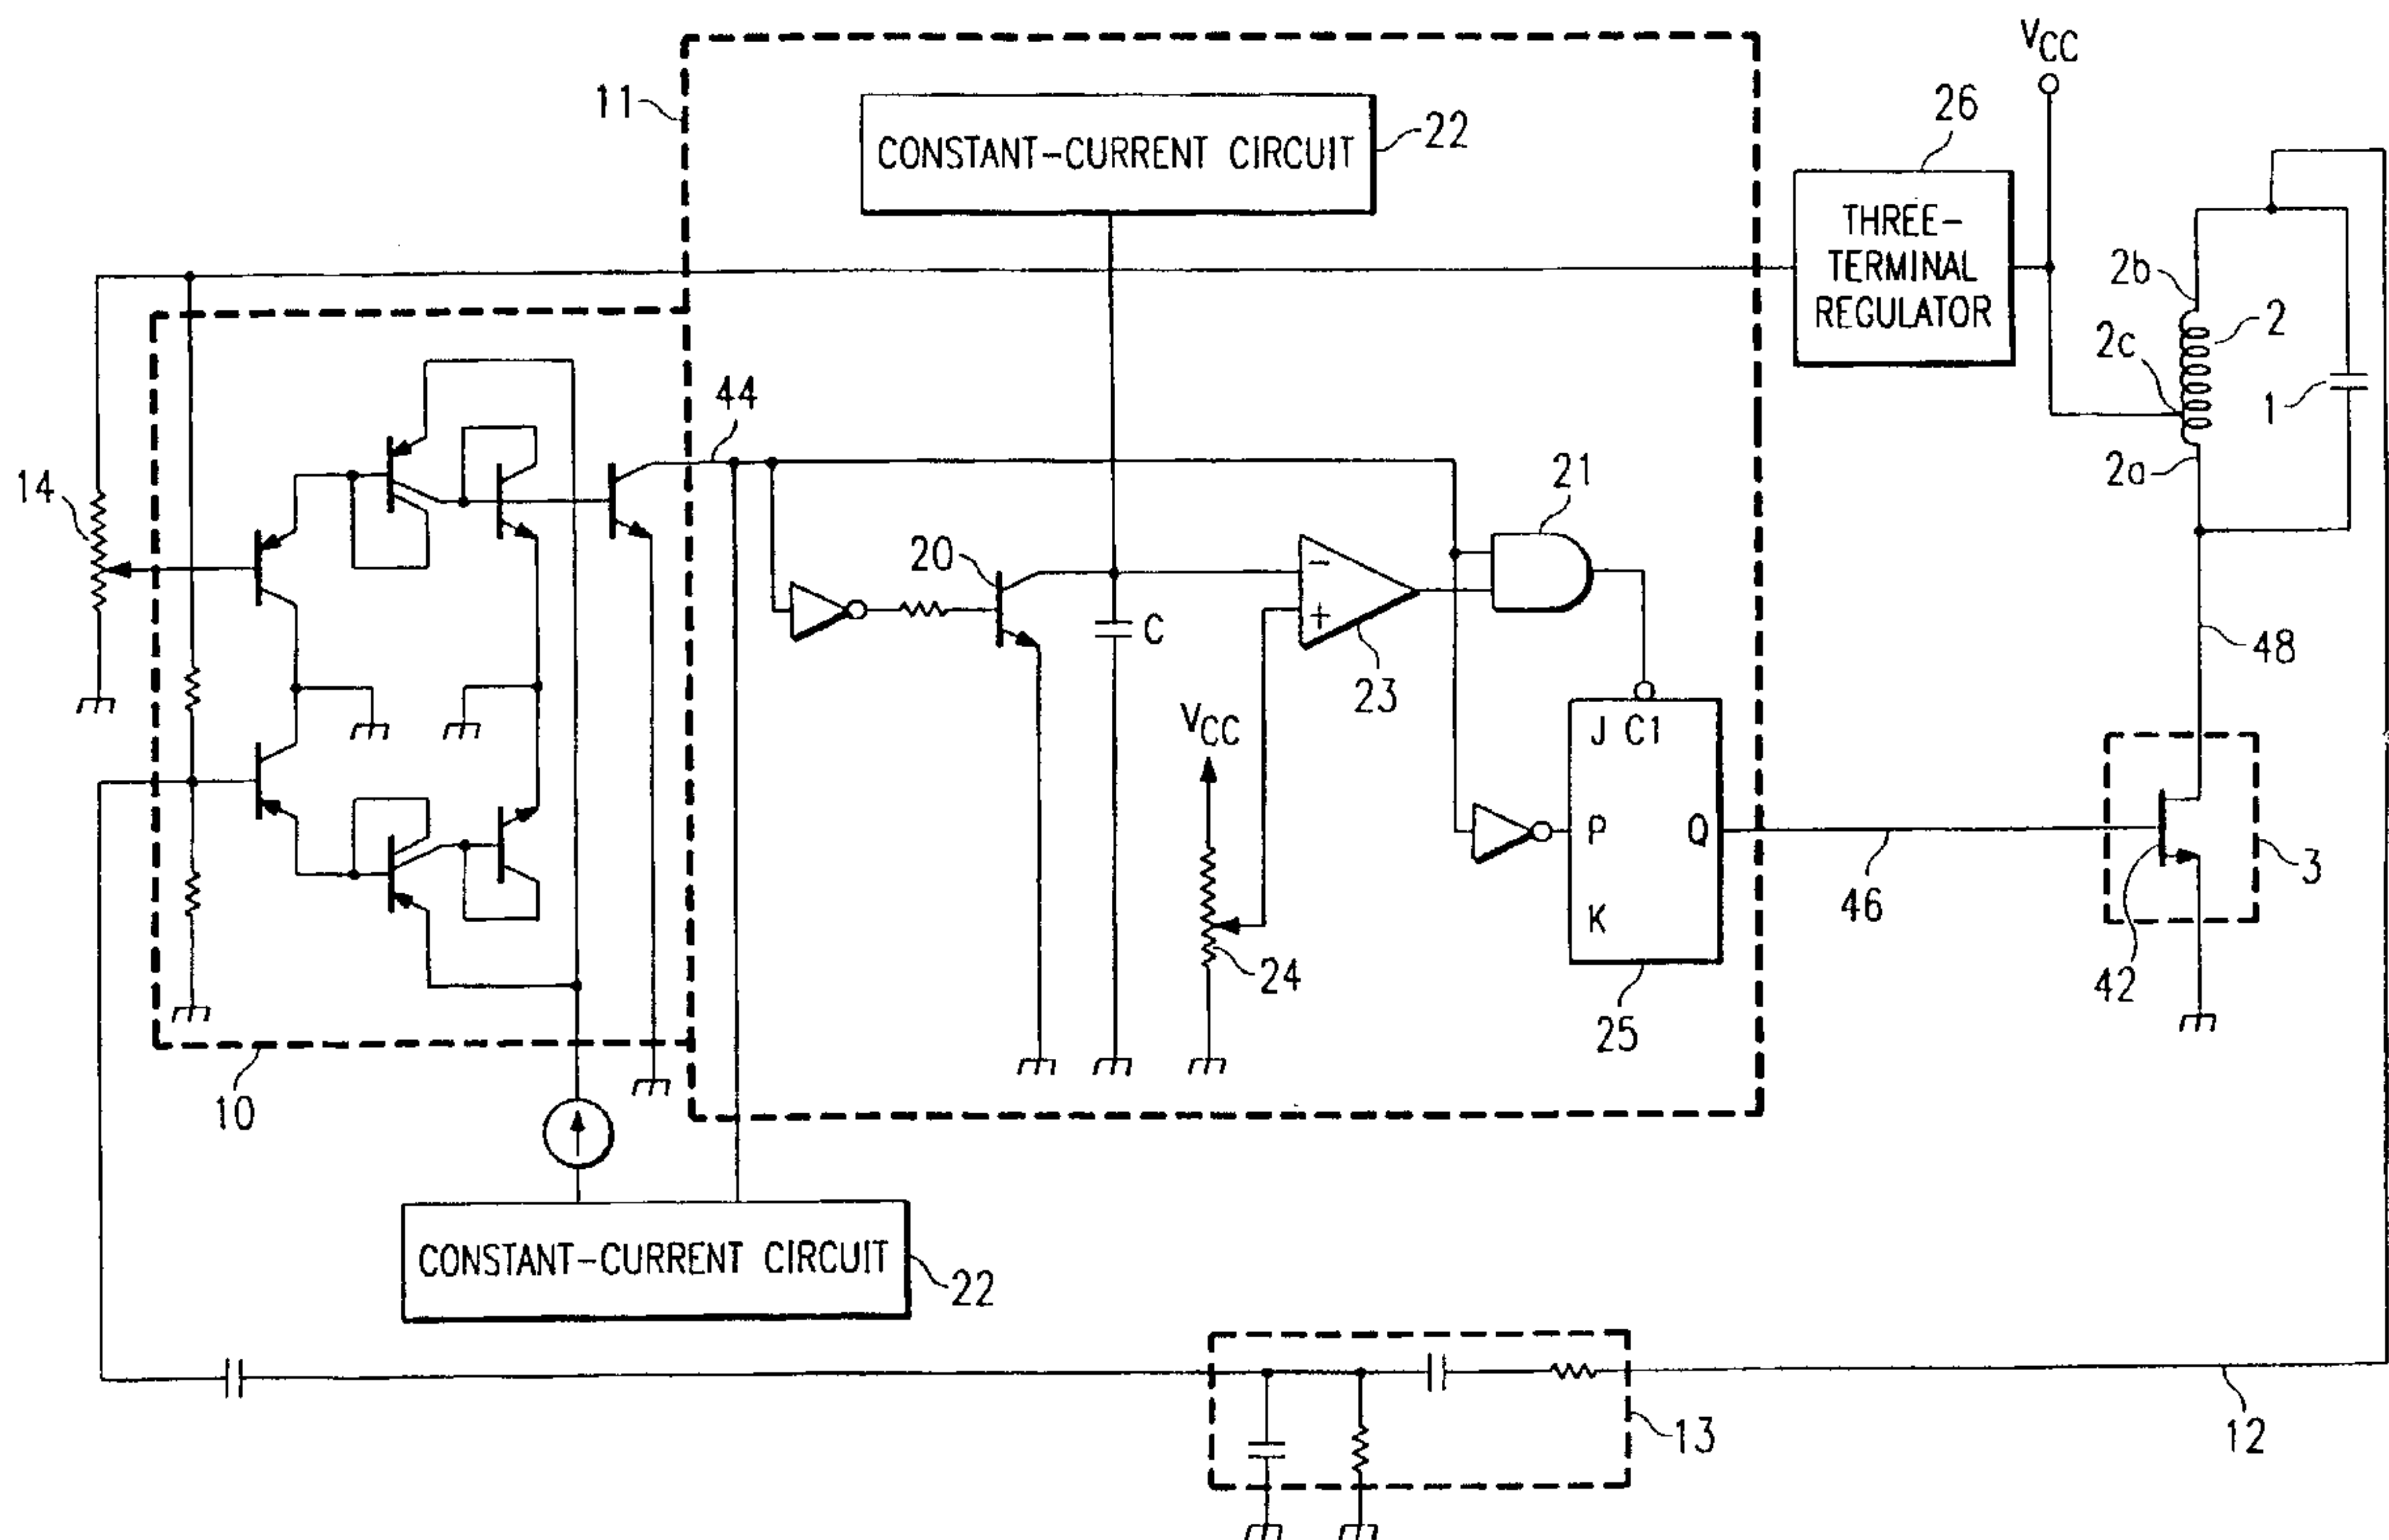 VCC
11
26
CONSTANT-CURRENT CIRCUIT
22
THREE-
TERMINAL
REGULATOR
2b
2
2c
1
44
2a
14
21
20
-
+
C
23
48
VCC
J C1
P
Q
K
3
46
42
24
25
10
CONSTANT-CURRENT CIRCUIT
22
13
12